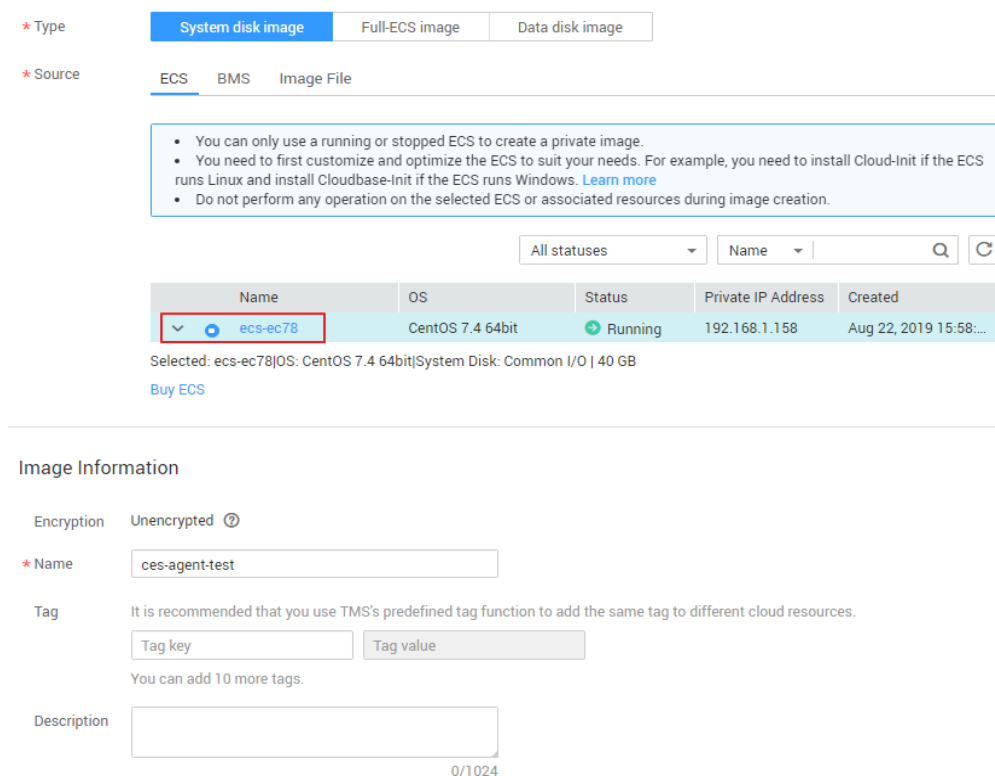 * Type System disk image Full-ECS image Data disk image
* Source ECS BMS Image File
• You can only use a running or stopped ECS to create a private image.
• You need to first customize and optimize the ECS to suit your needs. For example, you need to install Cloud-Init if the ECS
runs Linux and install Cloudbase-Init if the ECS runs Windows. Learn more
• Do not perform any operation on the selected ECS or associated resources during image creation.
All statuses Name
Name OS Status Private IP Address Created
ecs-ec78 CentOS 7.4 64bit Running 192.168.1.158 Aug 22, 2019 15:58:...
Selected: ecs-ec78|OS: CentOS 7.4 64bit|System Disk: Common I/O | 40 GB
Buy ECS
Image Information
Encryption Unencrypted ?
* Name ces-agent-test
Tag It is recommended that you use TMS's predefined tag function to add the same tag to different cloud resources.
Tag key Tag value
You can add 10 more tags.
Description
0/1024